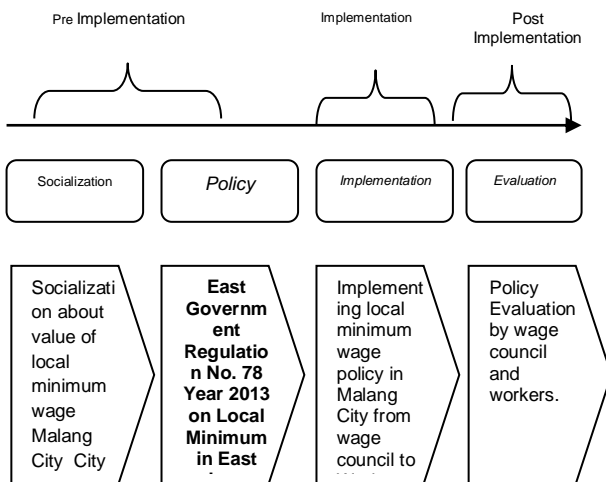 Pre Implementation
Implementation
Post
Implementation
Socialization
Policy
Implementation
Evaluation
Socializati
on about
value of
local
minimum
wage
Malang
City City
East
Governm
ent
Regulatio
n No. 78
Year 2013
on Local
Minimum
in East
Implement
ing local
minimum
wage
policy in
Malang
City from
wage
council to
Policy
Evaluation
by wage
council
and
workers.